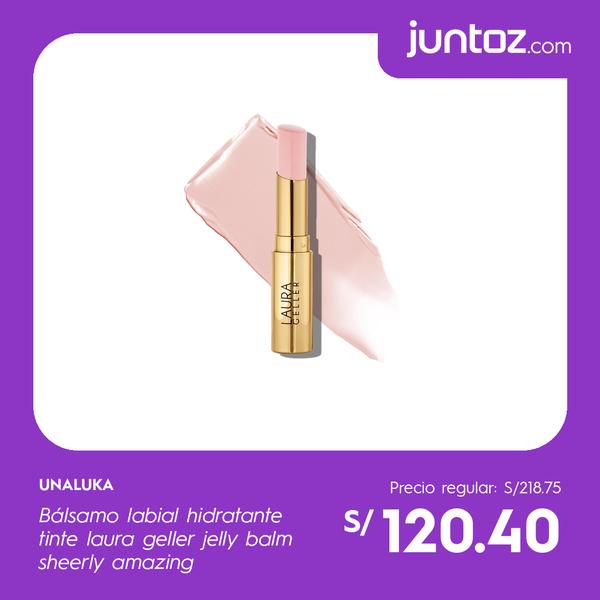 juntoz.com
LAURA
GELLER
UNALUKA
Bálsamo labial hidratante
tinte laura geller jelly balm
sheerly amazing
Precio regular: S/218.75
S/120.40